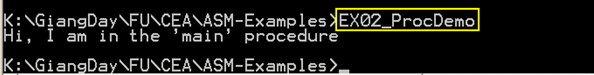 K:\GiangDay\FU\CEA\ASM-Examples>EX02_ProcDemo
Hi, I am in the 'main' procedure
K:\GiangDay\FU\CEA\ASM-Examples>_